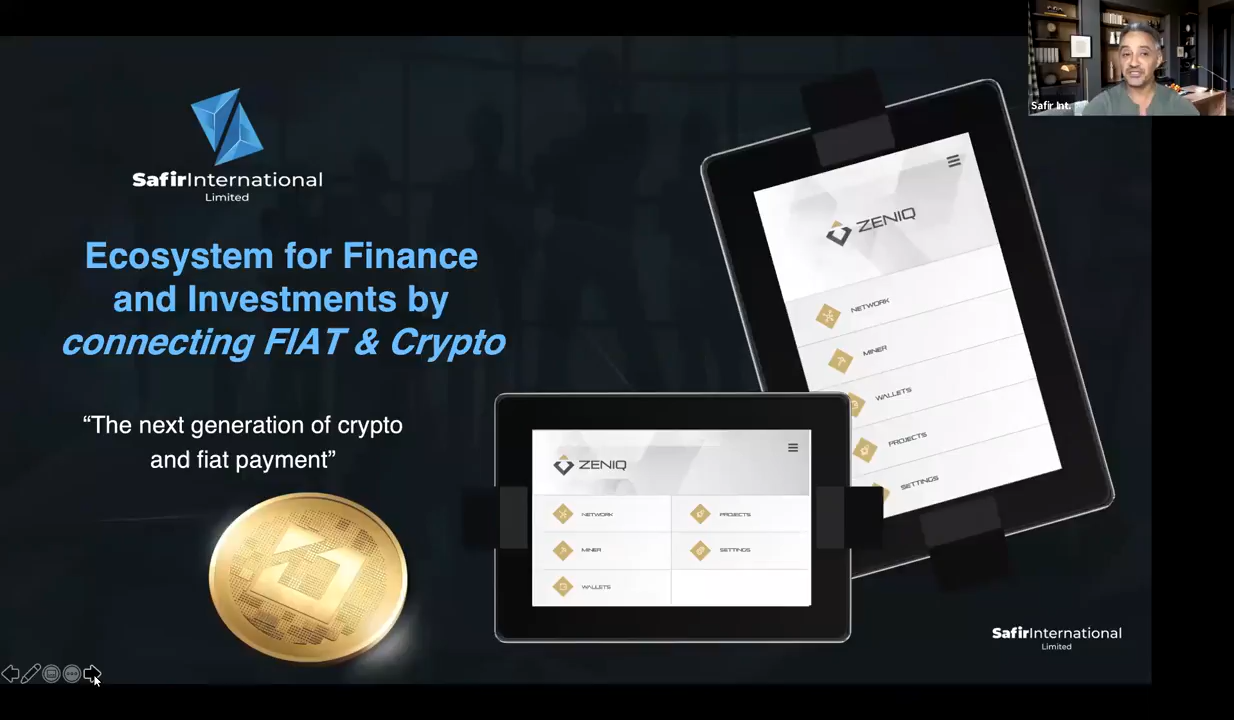 Safir Int.
SafirInternational
Limited
Ecosystem for Finance
and Investments by
connecting FIAT & Crypto
“The next generation of crypto
and fiat payment”
ZENIQ
NETWORK
MINER
WALLETS
PROJECTS
SETTINGS
ZENIQ
NETWORK
PROJECTS
MINER
SETTINGS
WALLETS
SafirInternational
Limited